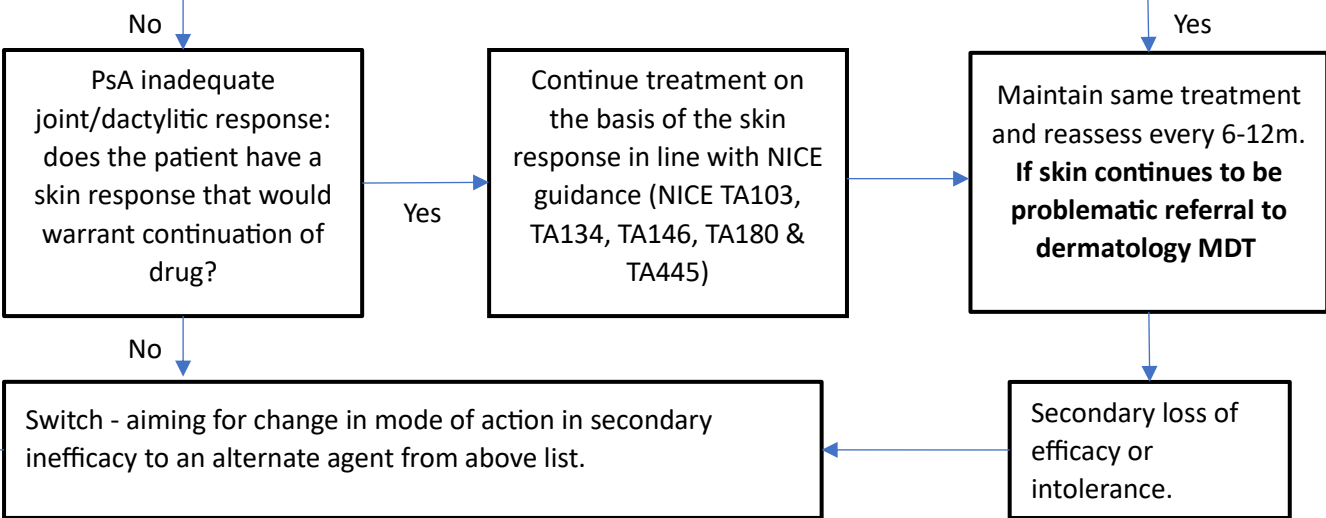 No
Yes
PsA inadequate
joint/dactylitic response:
does the patient have a
skin response that would
warrant continuation of
drug?
Yes
Continue treatment on
the basis of the skin
response in line with NICE
guidance (NICE TA103,
TA134, TA146, TA180 &
TA445)
Maintain same treatment
and reassess every 6-12m.
If skin continues to be
problematic referral to
dermatology MDT
No
Switch - aiming for change in mode of action in secondary
inefficacy to an alternate agent from above list.
Secondary loss of
efficacy or
intolerance.